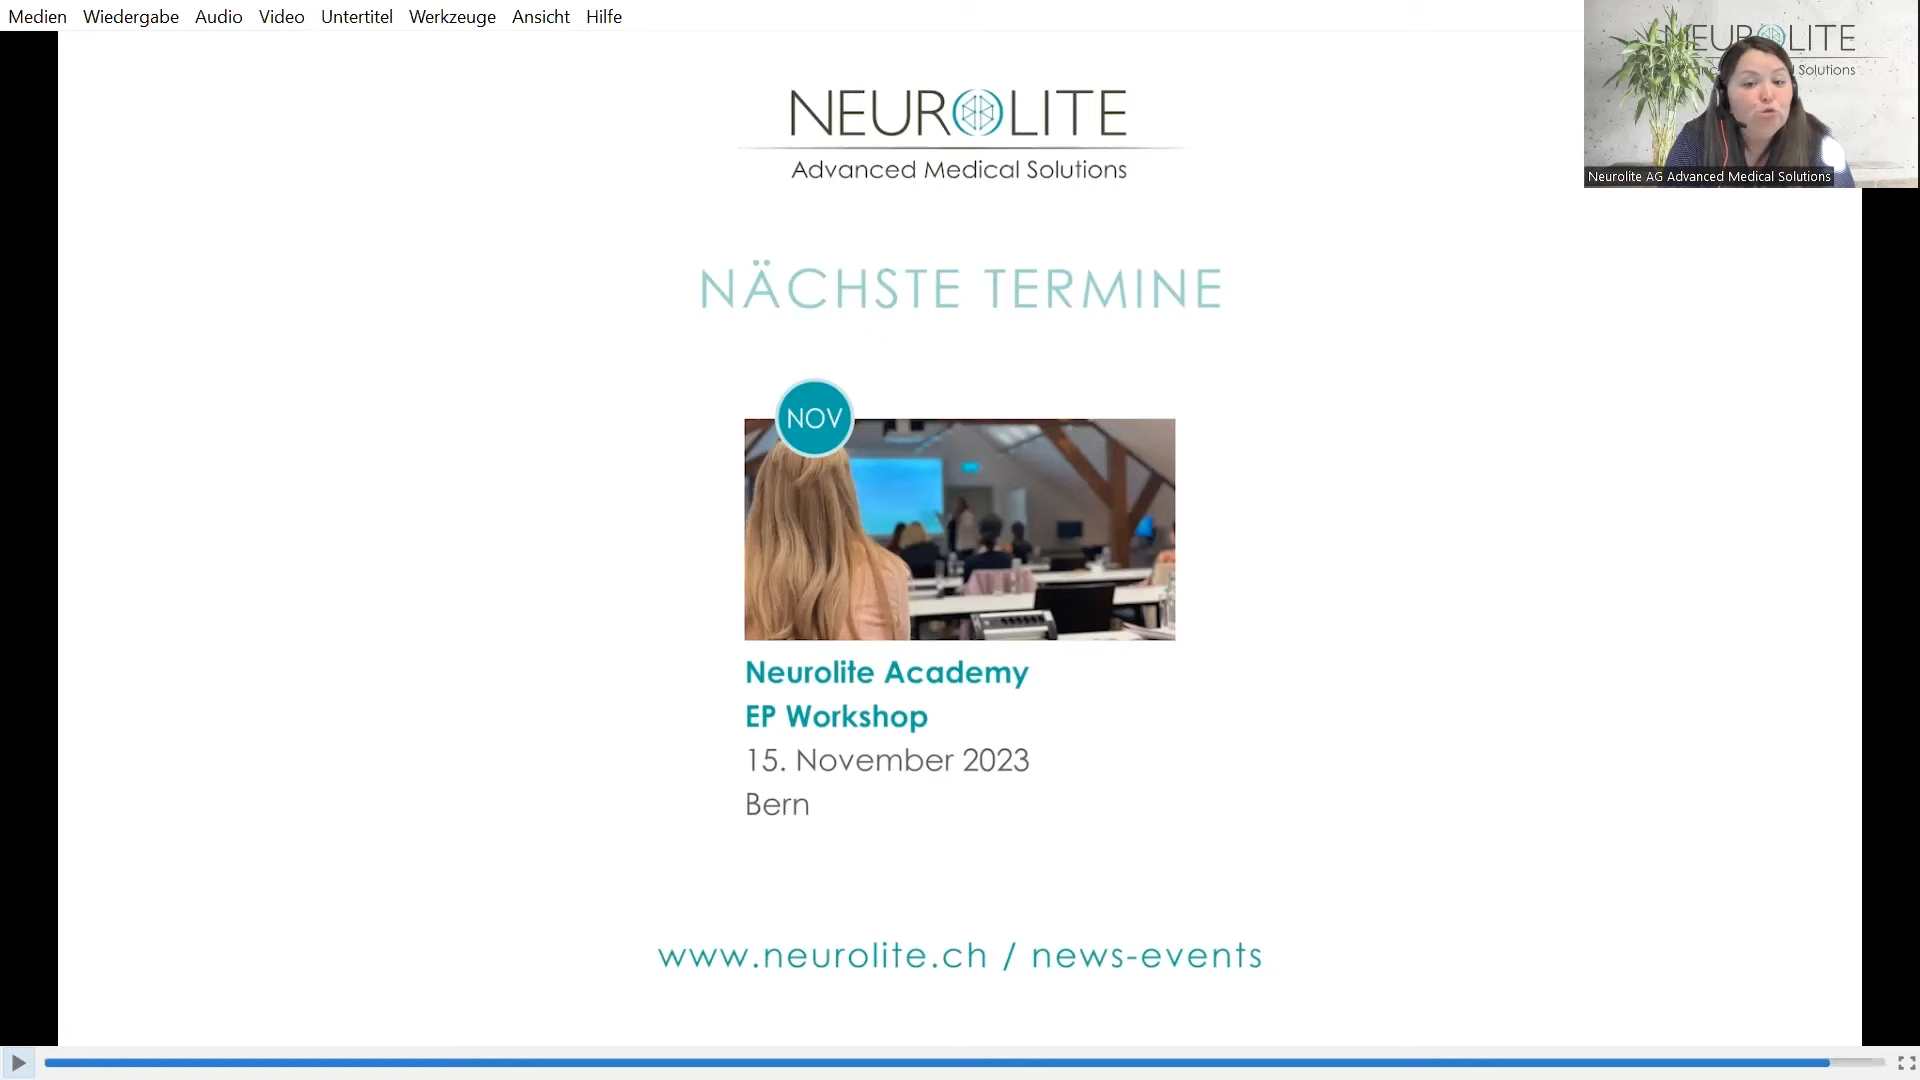 Medien Wiedergabe Audio Video Untertitel Werkzeuge Ansicht Hilfe
NEUROLITE
Solutions
Neurolite AG Advanced Medical Solutions
NEUROLITE
Advanced Medical Solutions
NÄCHSTE TERMINE
NOV
Neurolite Academy
EP Workshop
15. November 2023
Bern
www.neurolite.ch / news-events